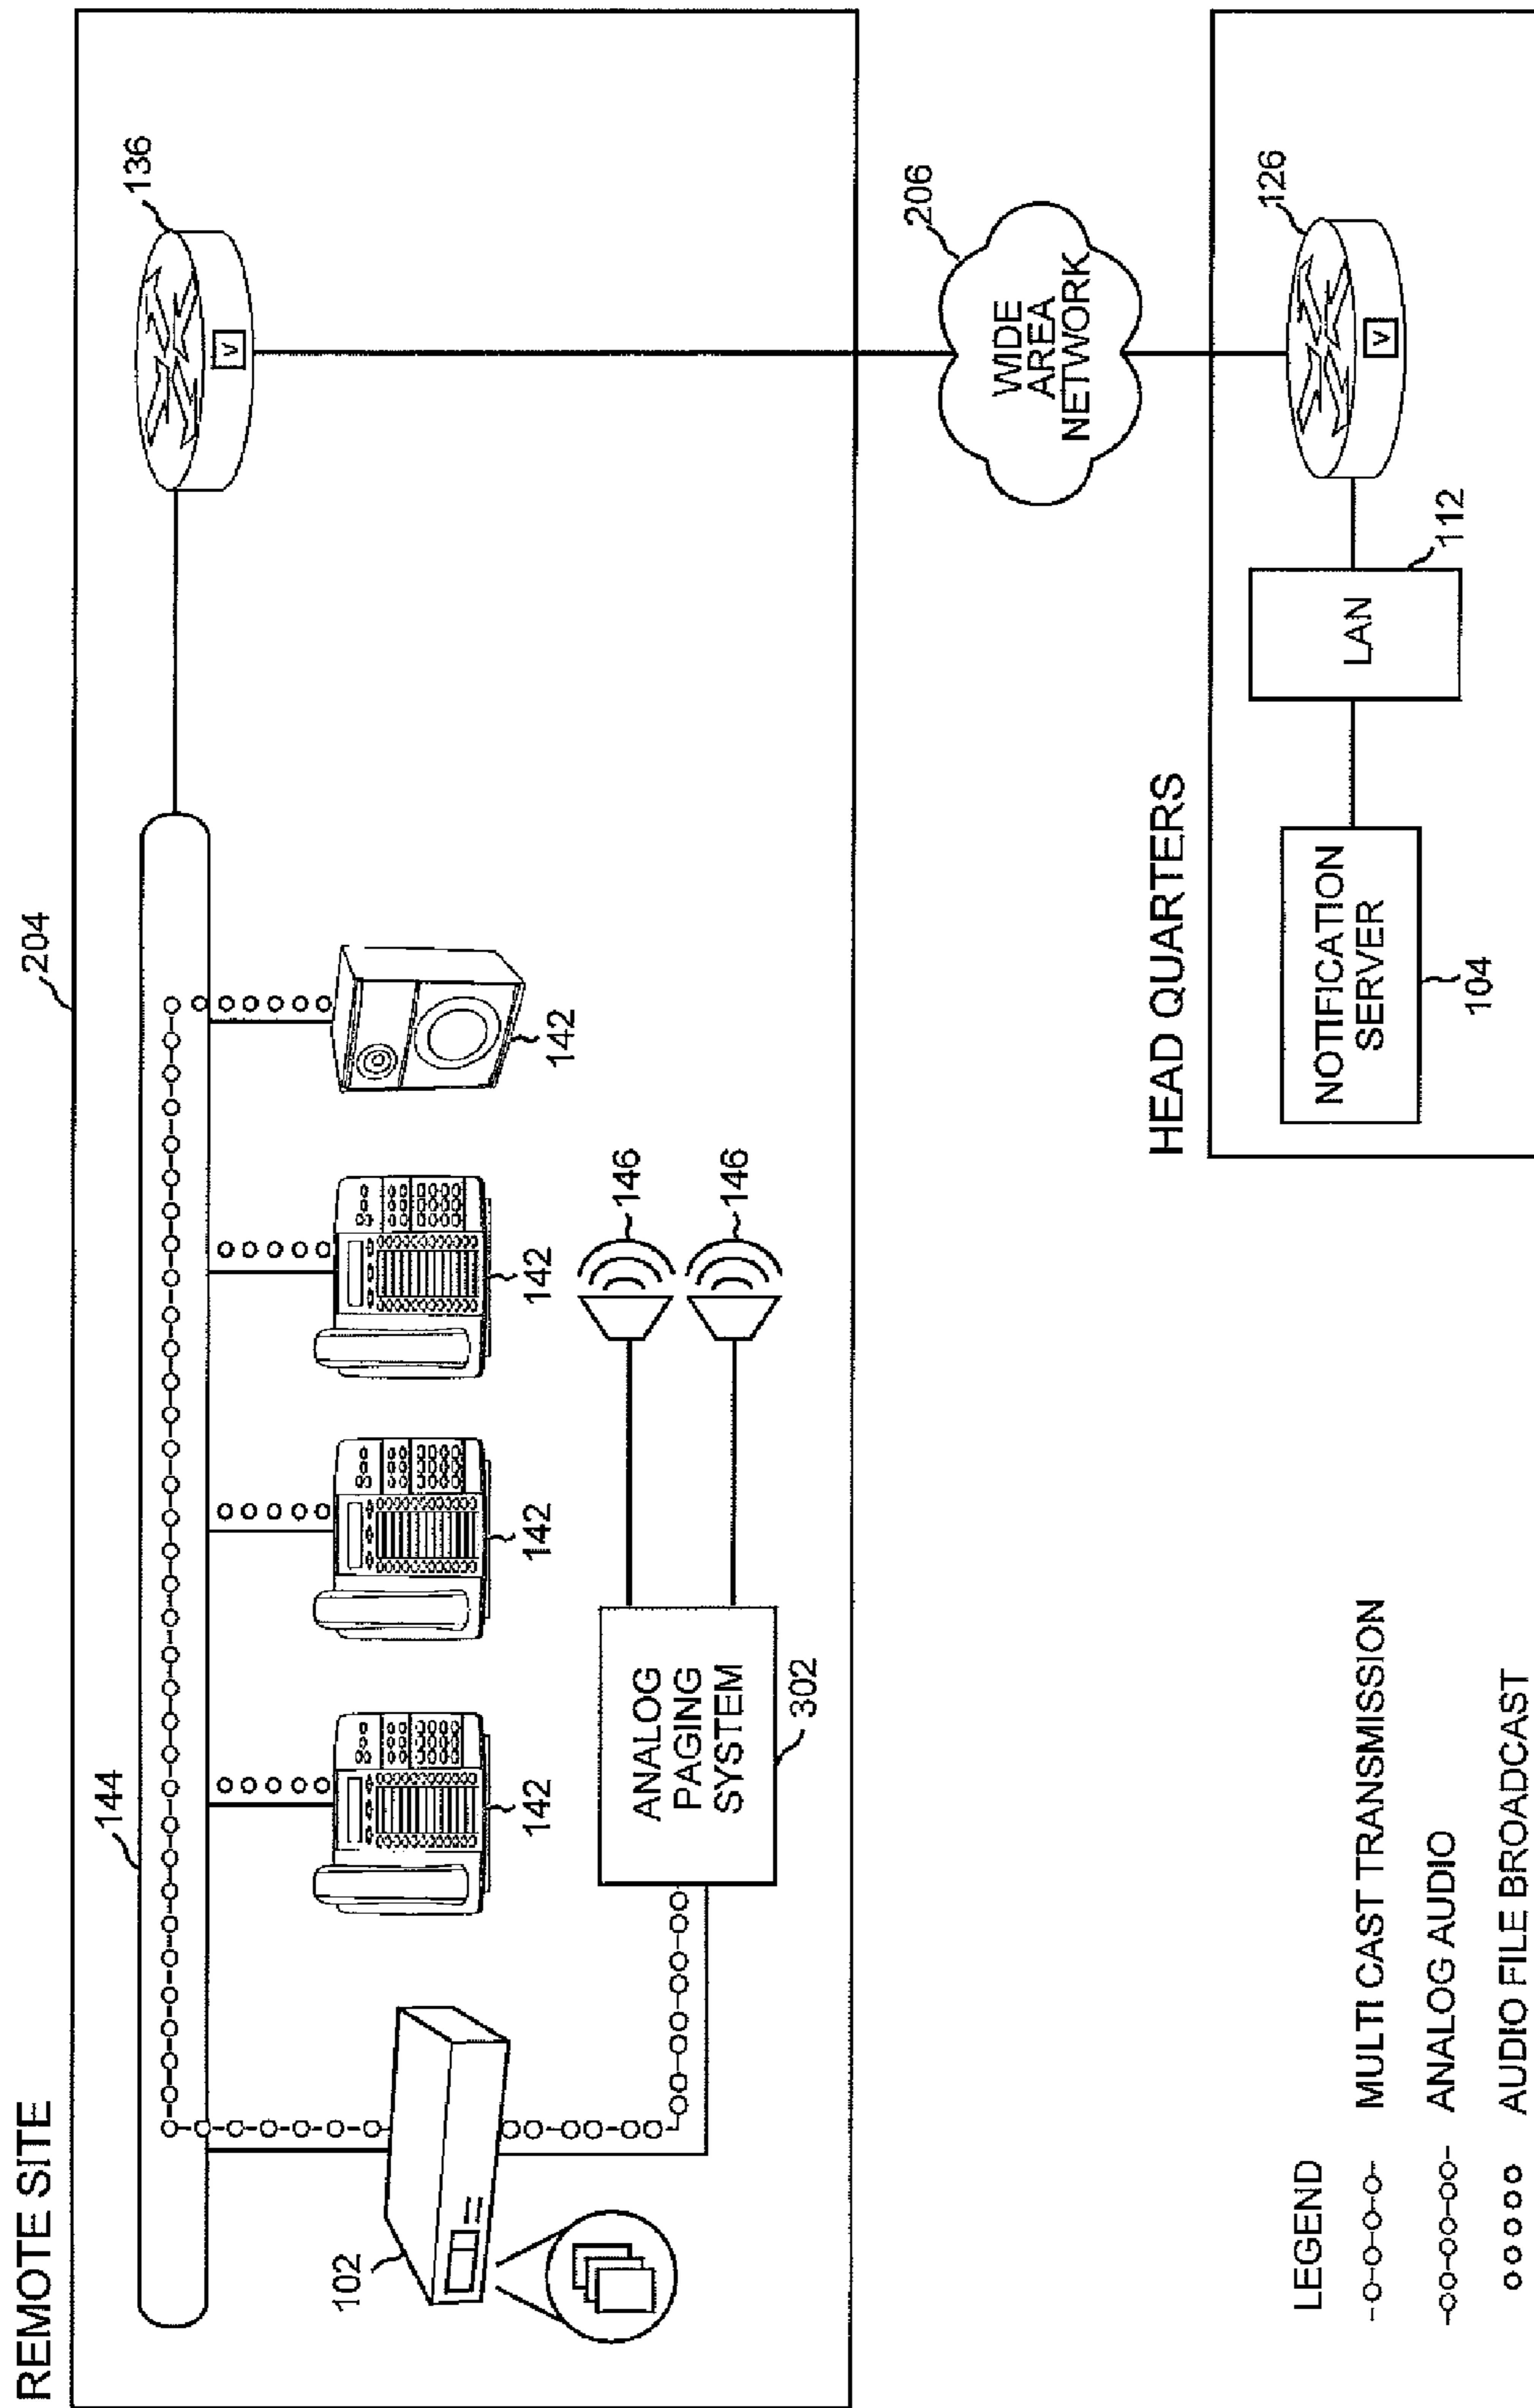 REMOTE SITE
204
144
136
102
142
142
142
142
V
ANALOG
PAGING
SYSTEM
302
146
146
WIDE
AREA
NETWORK
206
HEAD QUARTERS
NOTIFICATION
SERVER
104
LAN
112
126
V
LEGEND
MULTI CAST TRANSMISSION
ANALOG AUDIO
AUDIO FILE BROADCAST